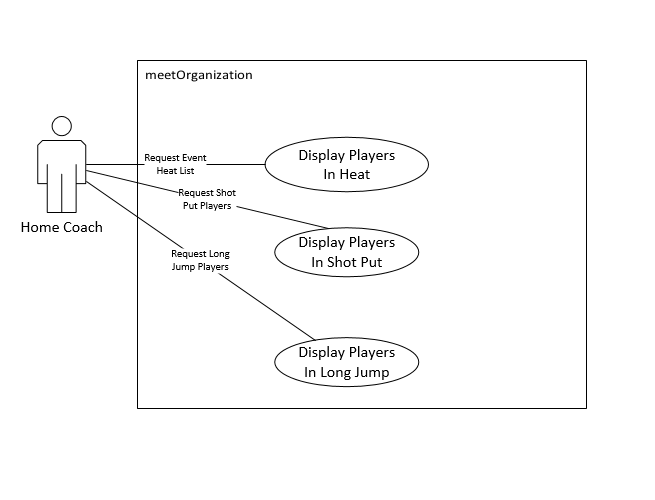 meetOrganization
Request Event
Heat List
Display Players
In Heat
Request Shot
Put Players
Home Coach
Display Players
In Shot Put
Request Long
Jump Players
Display Players
In Long Jump